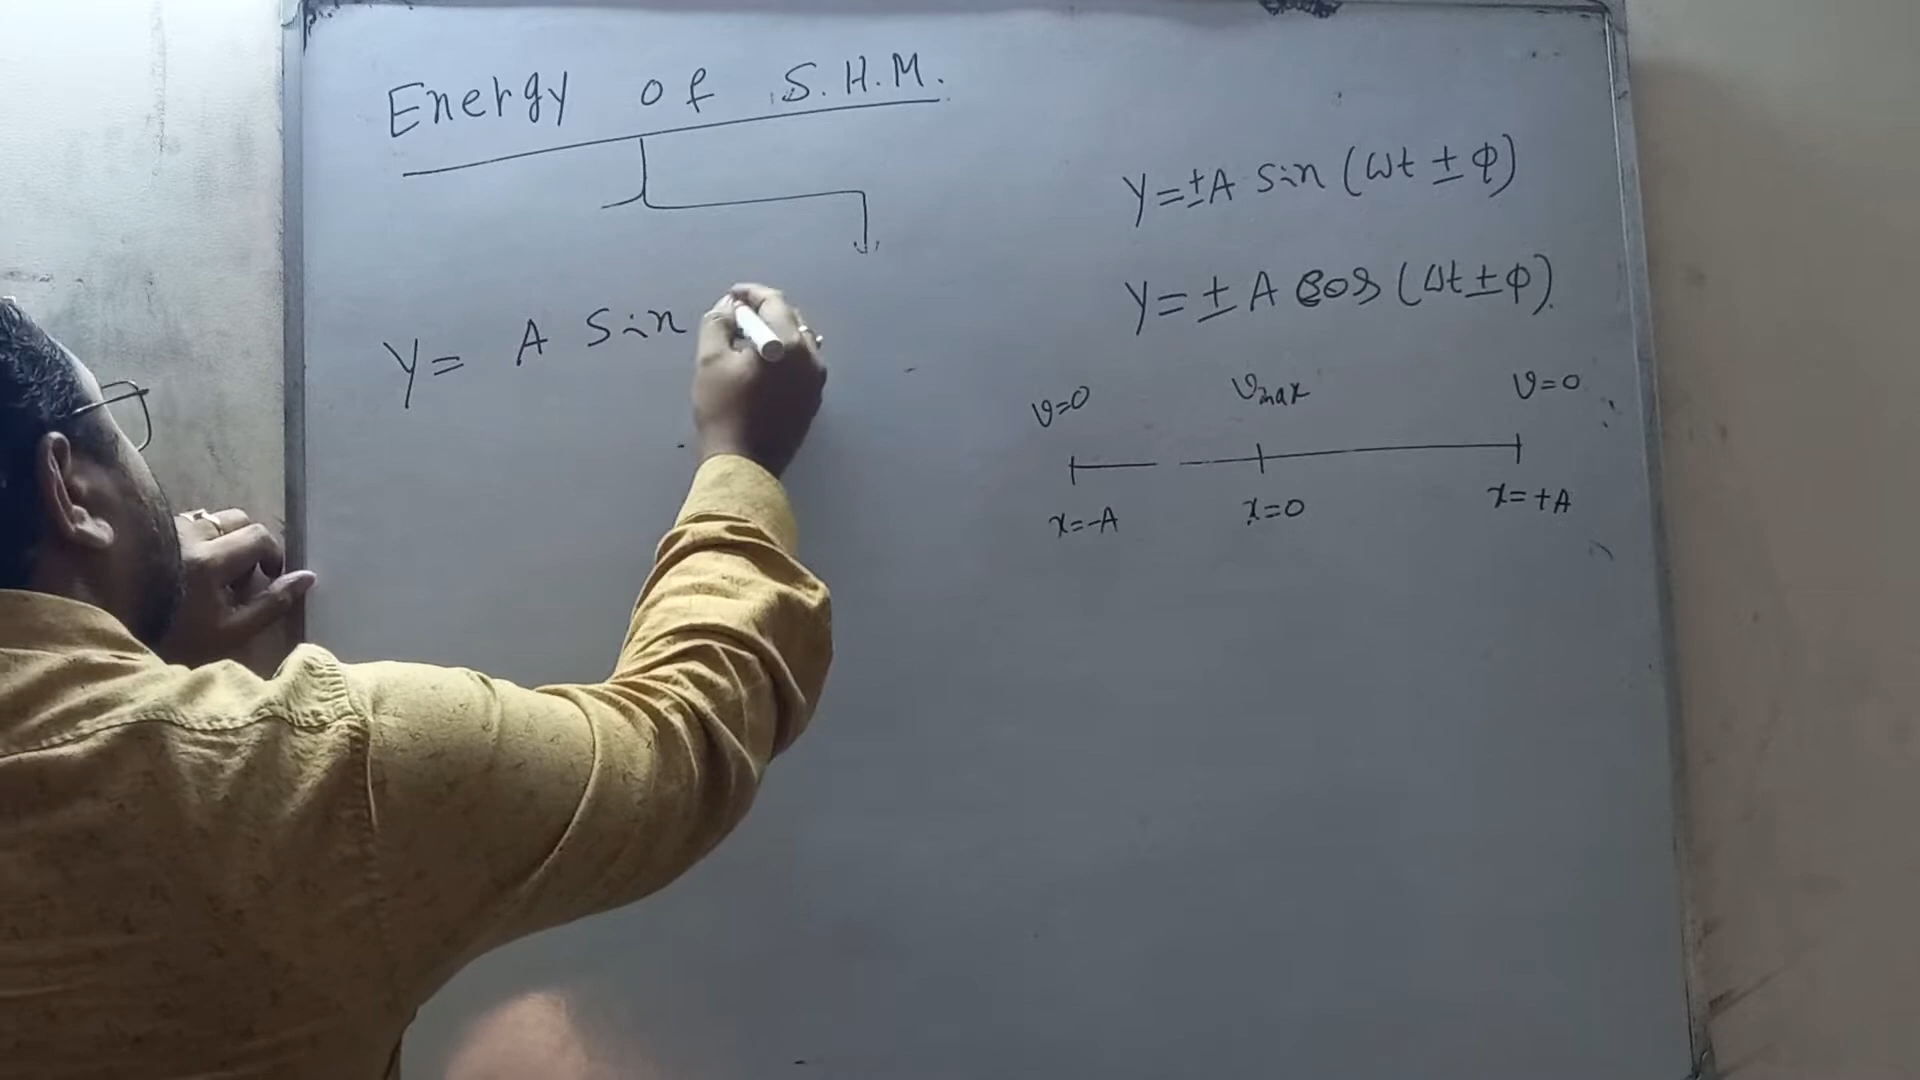 Energy of S.H.M.
y = A Sin
y = ± A Sin (ωt ± φ)
y = ± A Cos (ωt ± φ)
v=0 vmax v=0
x=-A x=0 x=+A